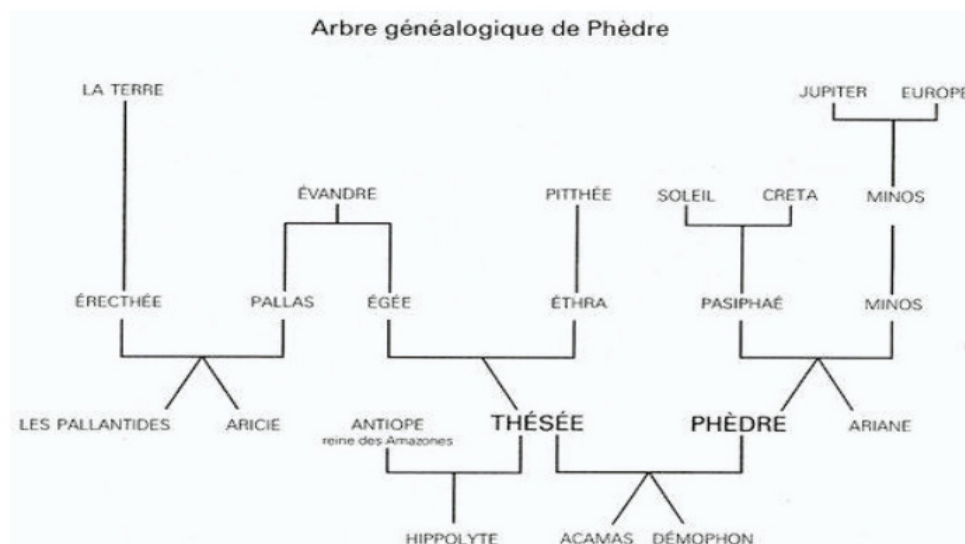 Arbre généalogique de Phèdre
LA TERRE
JUPITER EUROPE
ÉVANDRE PITTHÉE SOLEIL CRETA MINOS
ÉRECTHÉE PALLAS ÉGÉE ÉTHRA PASIPHAÉ MINOS
LES PALLANTIDES ARICIE ANTIOPE THÉSÉE PHÈDRE ARIANE
reine des Amazones
HIPPOLYTE ACAMAS DÉMOPHON